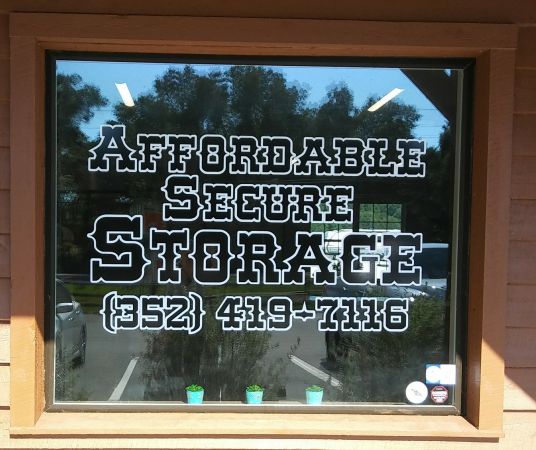 AFFORDABLE
SECURE
STORAGE
(352) 419-7116